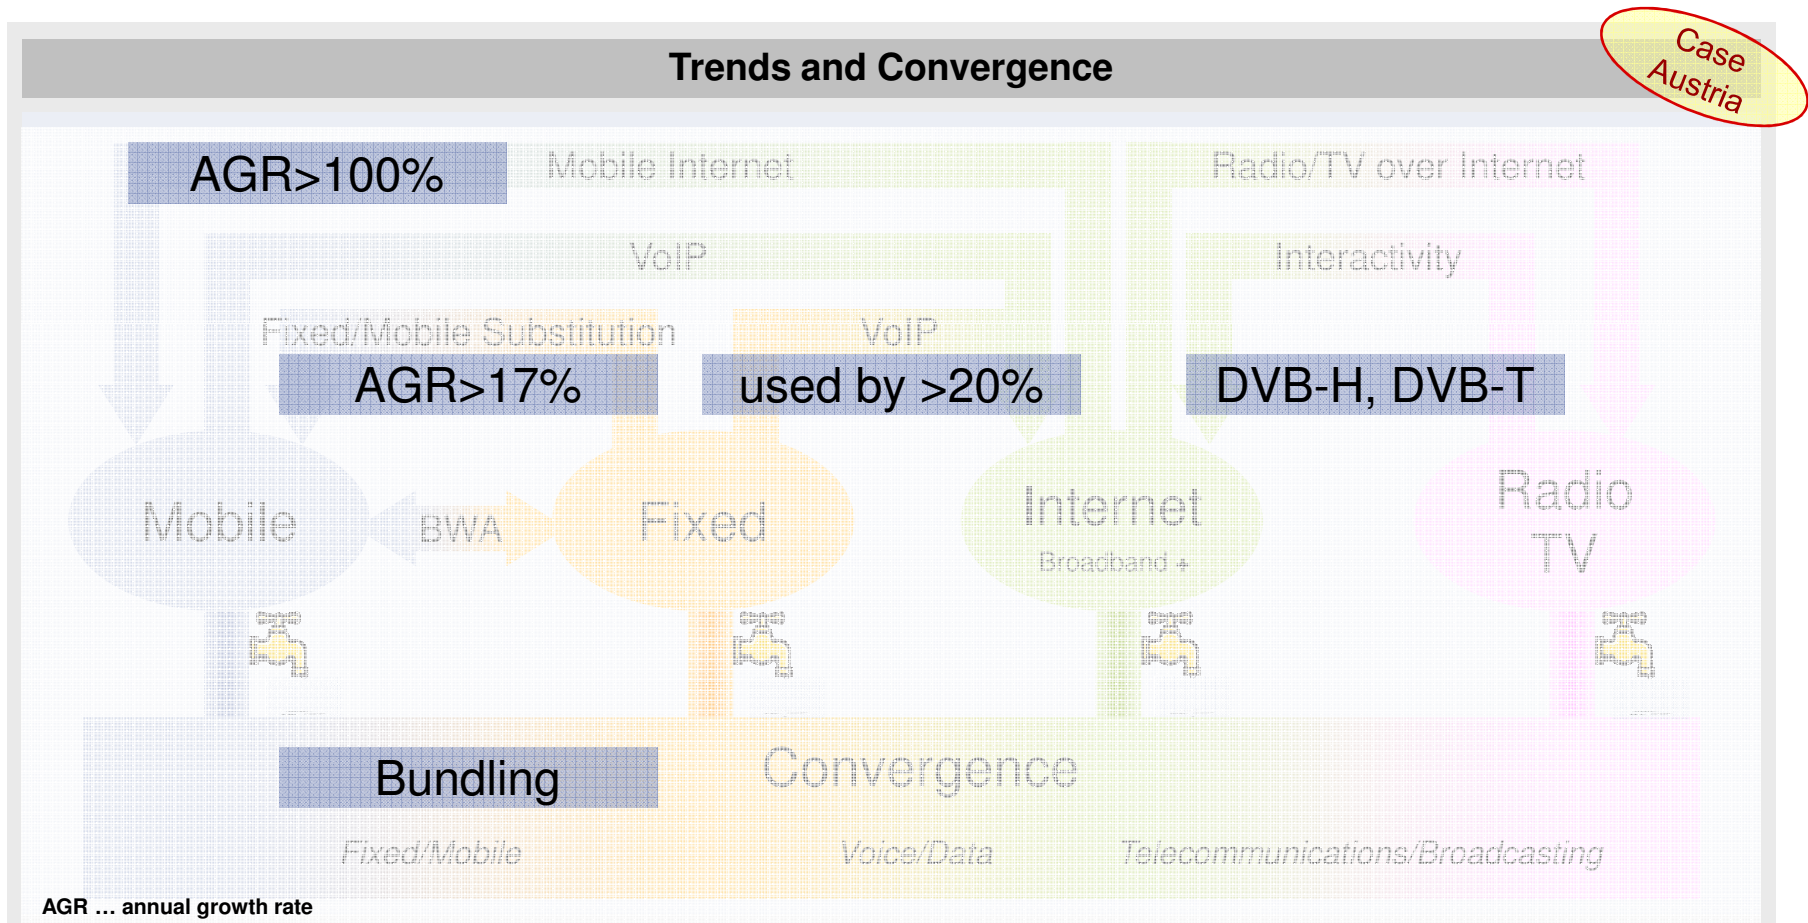 Trends and Convergence
Case
Austria
AGR>100%
Mobile Internet
Radio/TV over Internet
VoIP
Interactivity
Fixed/Mobile Substitution
VoIP
AGR>17%
used by >20%
DVB-H, DVB-T
Mobile
BWA
Fixed
Internet
Broadband +
Radio
TV
Bundling
Convergence
Fixed/Mobile
Voice/Data
Telecommunications/Broadcasting
AGR … annual growth rate